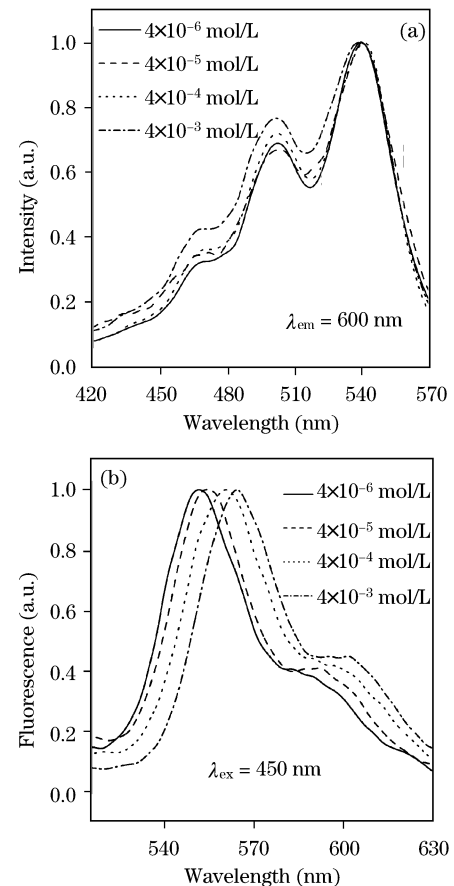 (a)
4×10⁻⁶ mol/L
4×10⁻⁵ mol/L
4×10⁻⁴ mol/L
4×10⁻³ mol/L
1.0
0.8
0.6
0.4
0.2
0.0
Intensity (a.u.)
λem = 600 nm
420 450 480 510 540 570
Wavelength (nm)
(b)
4×10⁻⁶ mol/L
4×10⁻⁵ mol/L
4×10⁻⁴ mol/L
4×10⁻³ mol/L
1.0
0.8
0.6
0.4
0.2
0.0
Fluorescence (a.u.)
λex = 450 nm
540 570 600 630
Wavelength (nm)